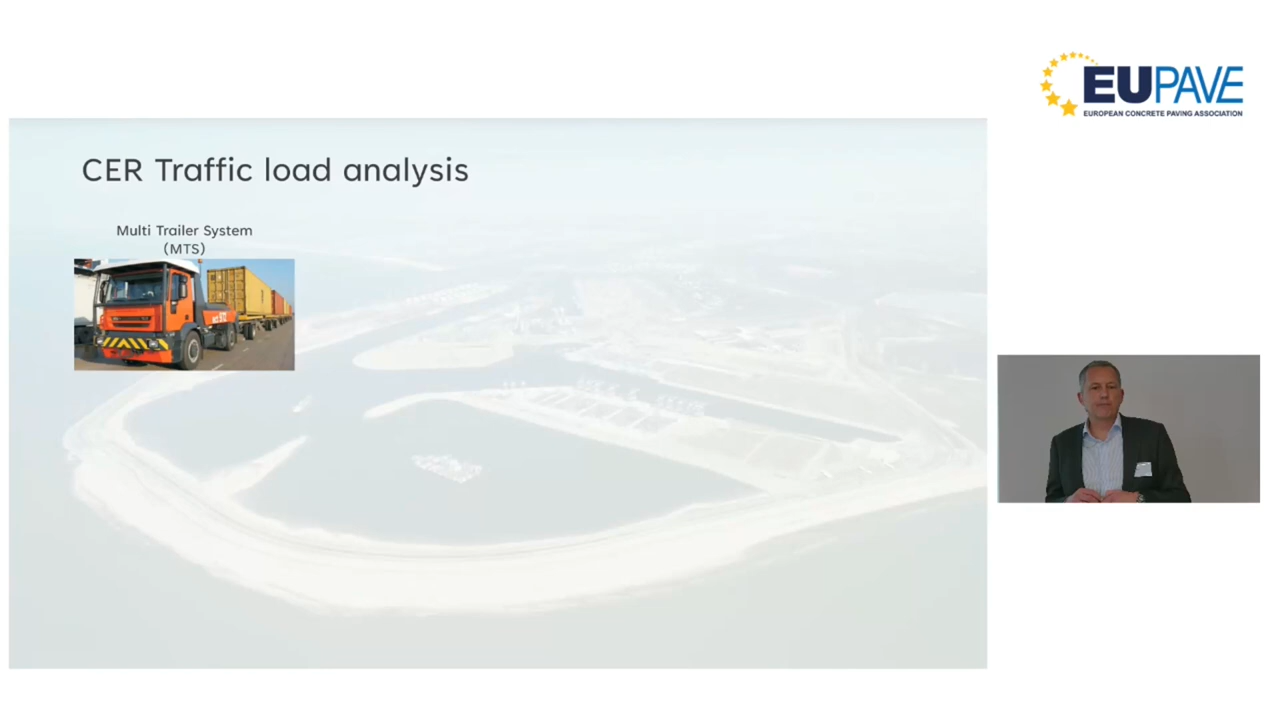 EUPAVE
EUROPEAN CONCRETE PAVING ASSOCIATION
CER Traffic load analysis
Multi Trailer System
(MTS)